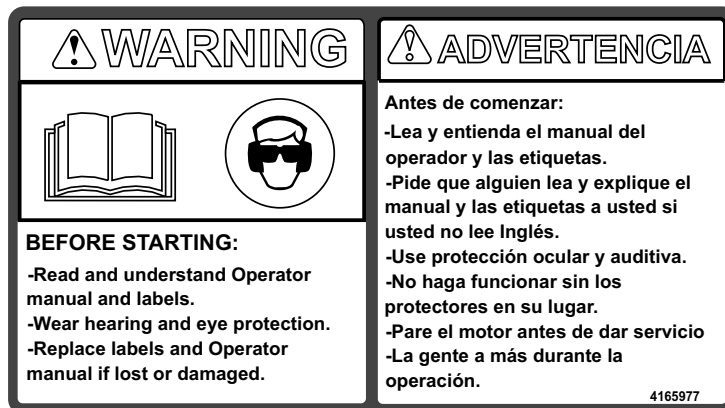 WARNING
BEFORE STARTING:
-Read and understand Operator
manual and labels.
-Wear hearing and eye protection.
-Replace labels and Operator
manual if lost or damaged.
ADVERTENCIA
Antes de comenzar:
-Lea y entienda el manual del
operador y las etiquetas.
-Pide que alguien lea y explique el
manual y las etiquetas a usted si
usted no lee Inglés.
-Use protección ocular y auditiva.
-No haga funcionar sin los
protectores en su lugar.
-Pare el motor antes de dar servicio
-La gente a más durante la
operación.
4165977